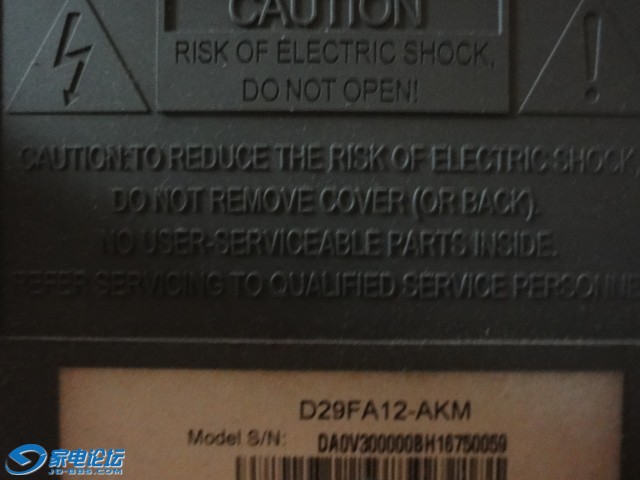 CAUTION
RISK OF ELECTRIC SHOCK,
DO NOT OPEN!
CAUTION:TO REDUCE THE RISK OF ELECTRIC SHOCK,
DO NOT REMOVE COVER (OR BACK).
NO USER-SERVICEABLE PARTS INSIDE.
REFER SERVICING TO QUALIFIED SERVICE PERSONNE
D29FA12-AKM
Model S/N: DA0V300000BH16750059
家电论坛
JD-BBS.COM